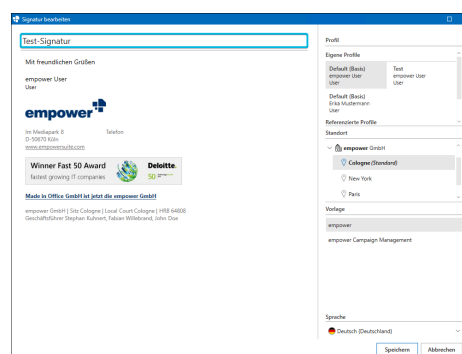 Signatur bearbeiten
Test-Signatur
Mit freundlichen Grüßen
empower User
User
empower
Im Mediapark 8 Telefon
D-50670 Köln
www.empowersuite.com
Winner Fast 50 Award
fastest growing IT companies
Deloitte.
50
Made in Office GmbH ist jetzt die empower GmbH
empower GmbH | Sitz Cologne | Local Court Cologne | HRB 64808
Geschäftsführer Stephan Kuhnert, Fabian Willebrand, John Doe
Profil
Eigene Profile
Default (Basis)
empower User
User
Test
empower User
User
Default (Basis)
Erika Mustermann
User
Referenzierte Profile
Standort
empower GmbH
Cologne (Standard)
New York
Paris
Vorlage
empower
empower Campaign Management
Sprache
Deutsch (Deutschland)
Speichern
Abbrechen